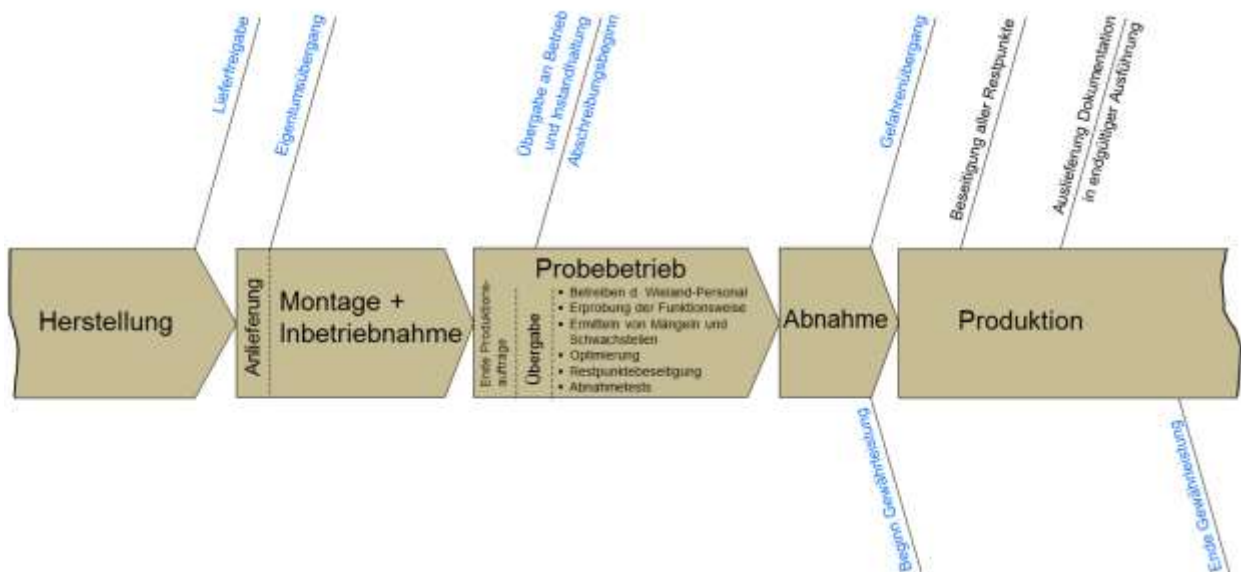 Lieferfreigabe
Eigentumsübergang
Übergabe an Betrieb
und Instandhaltung
Abschreibungsbeginn
Gefahrenübergang
Beseitigung aller Restpunkte
Auslieferung Dokumentation
in endgültiger Ausführung
Herstellung
Anlieferung
Montage +
Inbetriebnahme
Probebetrieb
Ende Produktions-
aufträge
Übergabe
▪ Betreiben d. Wieland-Personal
▪ Erprobung der Funktionsweise
▪ Ermitteln von Mängeln und
Schwachstellen
▪ Optimierung
▪ Restpunktebeseitigung
▪ Abnahmetests
Abnahme
Produktion
Beginn Gewährleistung
Ende Gewährleistung